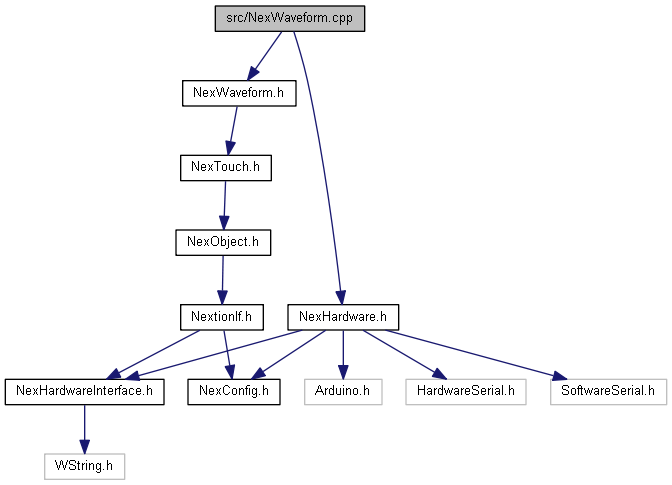 src/NexWaveform.cpp
NexWaveform.h
NexTouch.h
NexObject.h
NextionIf.h
NexHardware.h
NexHardwareInterface.h
NexConfig.h
Arduino.h
HardwareSerial.h
SoftwareSerial.h
WString.h